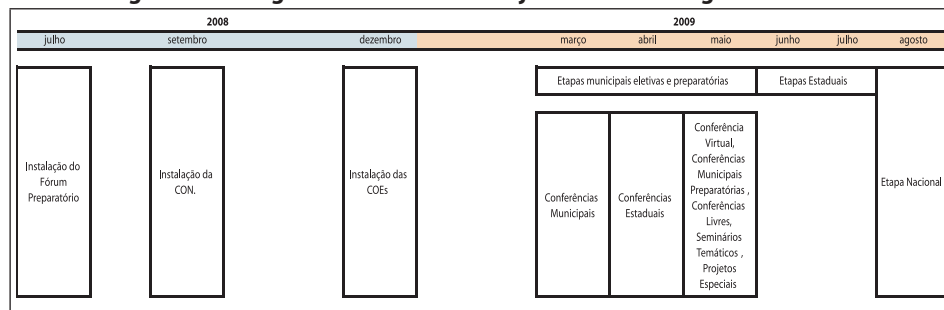 2008
2009
julho
setembro
dezembro
março
abril
maio
junho
julho
agosto
Etapas municipais eletivas e preparatórias
Etapas Estaduais
Instalação do
Fórum
Preparatório
Instalação da
CON.
Instalação das
COEs
Conferências
Municipais
Conferências
Estaduais
Conferência
Virtual,
Conferências
Municipais
Preparatórias ,
Conferências
Livres,
Seminários
Temáticos ,
Projetos
Especiais
Etapa Nacional